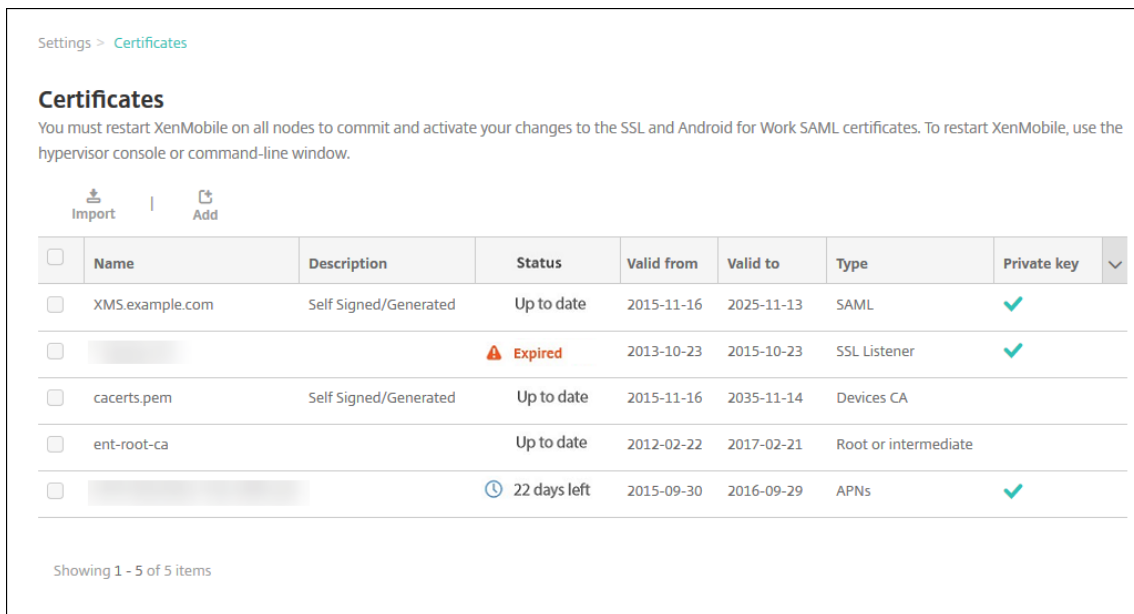 Settings > Certificates
Certificates
You must restart XenMobile on all nodes to commit and activate your changes to the SSL and Android for Work SAML certificates. To restart XenMobile, use the
hypervisor console or command-line window.
Import | Add
Name Description Status Valid from Valid to Type Private key
XMS.example.com Self Signed/Generated Up to date 2015-11-16 2025-11-13 SAML
Expired 2013-10-23 2015-10-23 SSL Listener
cacerts.pem Self Signed/Generated Up to date 2015-11-16 2035-11-14 Devices CA
ent-root-ca Up to date 2012-02-22 2017-02-21 Root or intermediate
22 days left 2015-09-30 2016-09-29 APNs
Showing 1 - 5 of 5 items